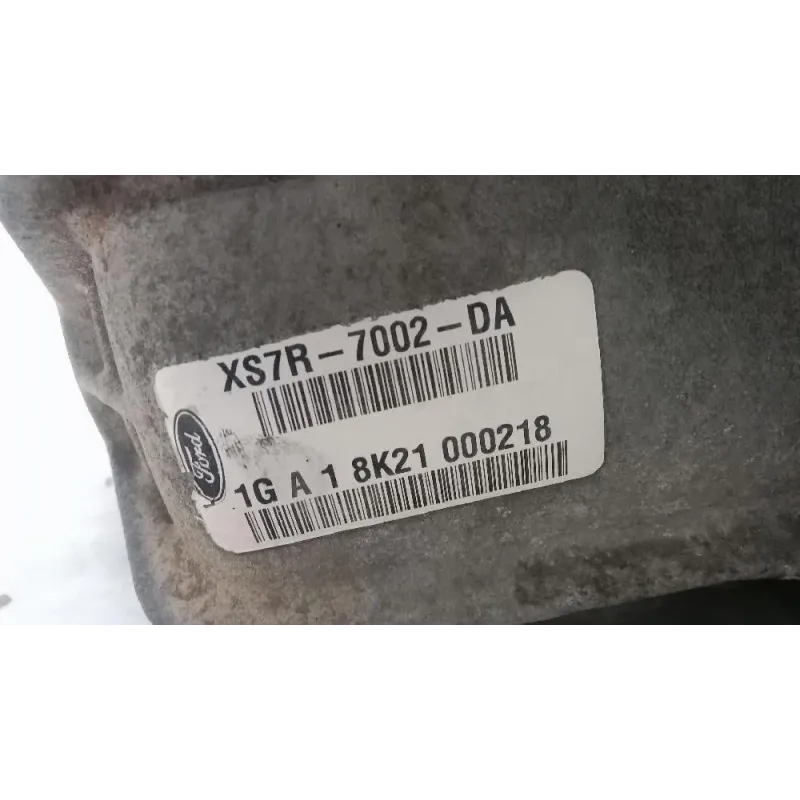 XS7R-7002-DA
Ford
1G A 1 8K21 000218